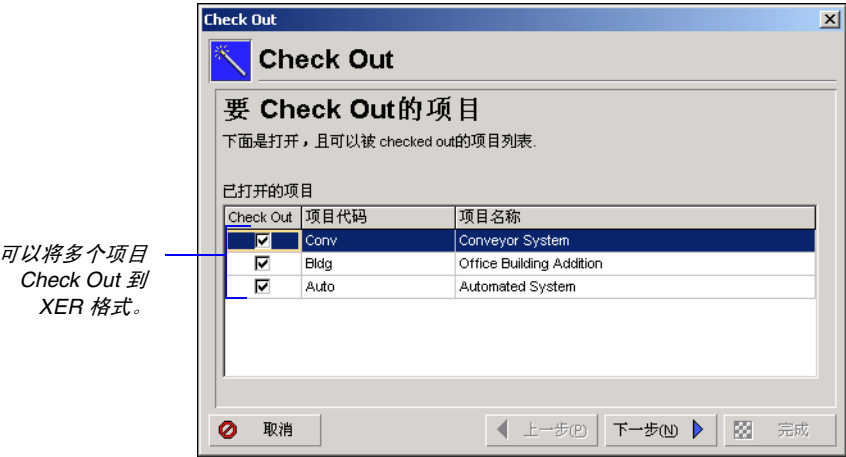 Check Out
Check Out
要 Check Out的项目
下面是打开，且可以被 checked out的项目列表.
已打开的项目
Check Out 项目代码 项目名称
Conv Conveyor System
Bldg Office Building Addition
Auto Automated System
可以将多个项目
Check Out 到
XER 格式。
取消 上一步(P) 下一步(N) 完成